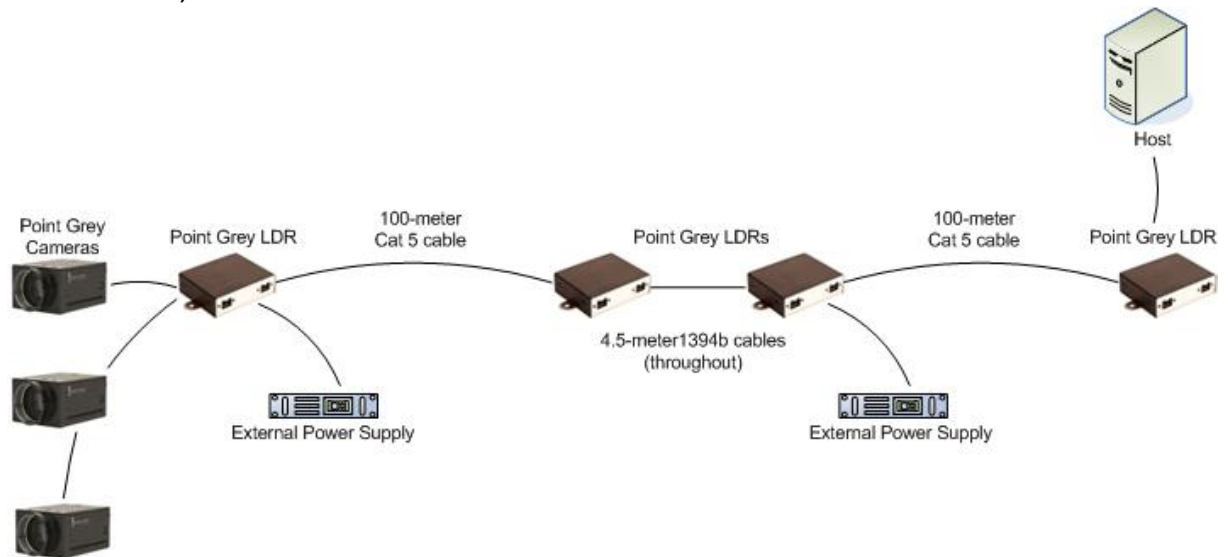 Host
100-meter
Cat 5 cable
100-meter
Cat 5 cable
Point Grey
Cameras
Point Grey LDR
Point Grey LDRs
Point Grey LDR
4.5-meter1394b cables
(throughout)
External Power Supply
External Power Supply